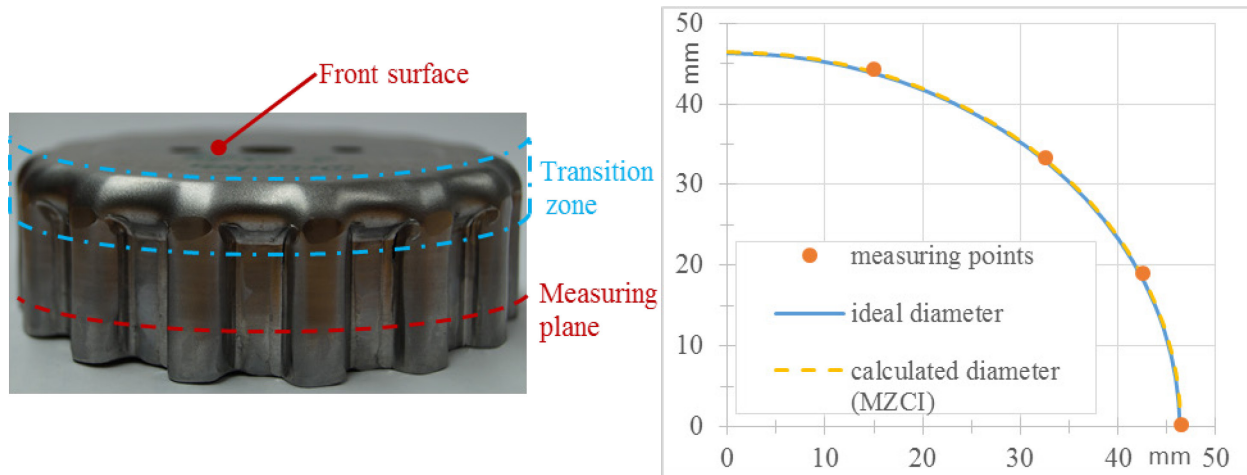 Front surface
Transition
zone
Measuring
plane
50
mm
40
30
20
10
0
measuring points
ideal diameter
calculated diameter
(MZCI)
0
10
20
30
40
mm
50